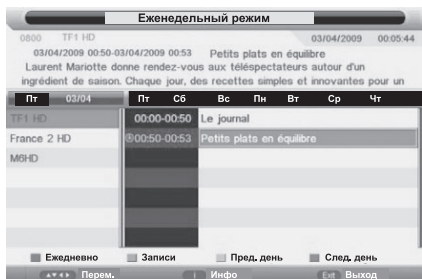 Еженедельный режим
0800 TF1 HD 03/04/2009 00:05:44
03/04/2009 00:50-03/04/2009 00:53 Petits plats en équilibre
Laurent Mariotte donne rendez-vous aux téléspectateurs autour d'un
ingrédient de saison. Chaque jour, des recettes simples et innovantes pour un
Пт 03/04 Пт Сб Вс Пн Вт Ср Чт
TF1 HD 00:00-00:50 Le journal
France 2 HD 00:50-00:53 Petits plats en équilibre
M6HD
Ежедневно Записи Пред. день След. день
Перем. i Инфо Exit Выход